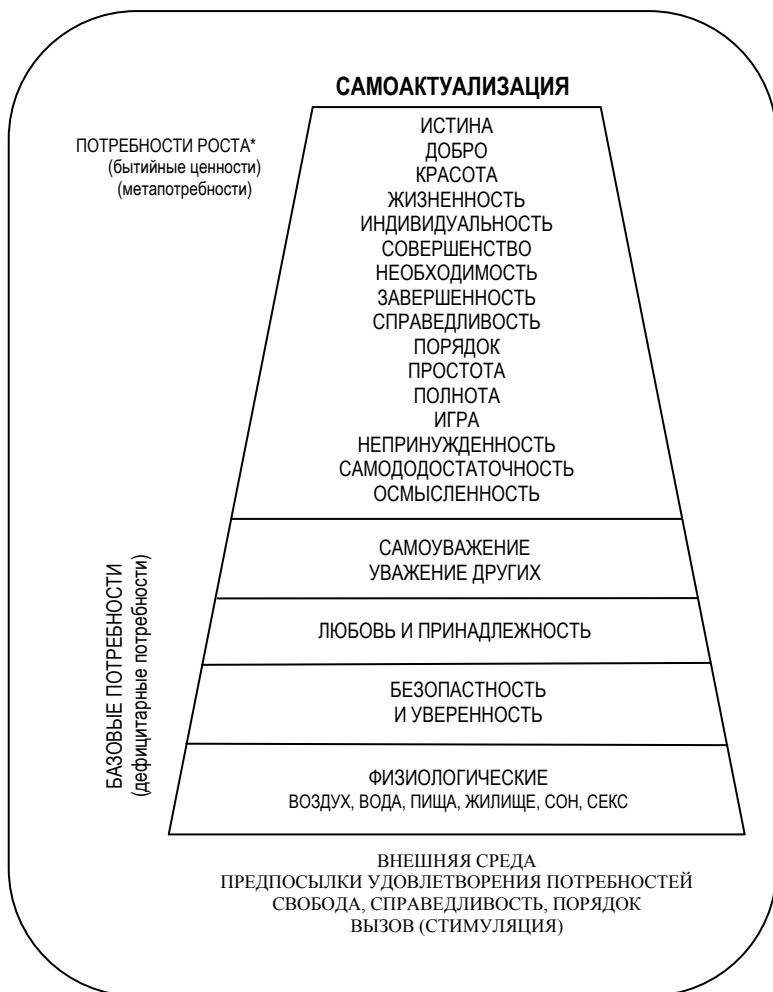 САМОАКТУАЛИЗАЦИЯ
ПОТРЕБНОСТИ РОСТА*
(бытийные ценности)
(метапотребности)
ИСТИНА
ДОБРО
КРАСОТА
ЖИЗНЕННОСТЬ
ИНДИВИДУАЛЬНОСТЬ
СОВЕРШЕНСТВО
НЕОБХОДИМОСТЬ
ЗАВЕРШЕННОСТЬ
СПРАВЕДЛИВОСТЬ
ПОРЯДОК
ПРОСТОТА
ПОЛНОТА
ИГРА
НЕПРИНУЖДЕННОСТЬ
САМОДОДОСТАТОЧНОСТЬ
ОСМЫСЛЕННОСТЬ
БАЗОВЫЕ ПОТРЕБНОСТИ
(дефицитарные потребности)
САМОУВАЖЕНИЕ
УВАЖЕНИЕ ДРУГИХ
ЛЮБОВЬ И ПРИНАДЛЕЖНОСТЬ
БЕЗОПАСТНОСТЬ
И УВЕРЕННОСТЬ
ФИЗИОЛОГИЧЕСКИЕ
ВОЗДУХ, ВОДА, ПИЩА, ЖИЛИЩЕ, СОН, СЕКС
ВНЕШНЯЯ СРЕДА
ПРЕДПОСЫЛКИ УДОВЛЕТВОРЕНИЯ ПОТРЕБНОСТЕЙ
СВОБОДА, СПРАВЕДЛИВОСТЬ, ПОРЯДОК
ВЫЗОВ (СТИМУЛЯЦИЯ)